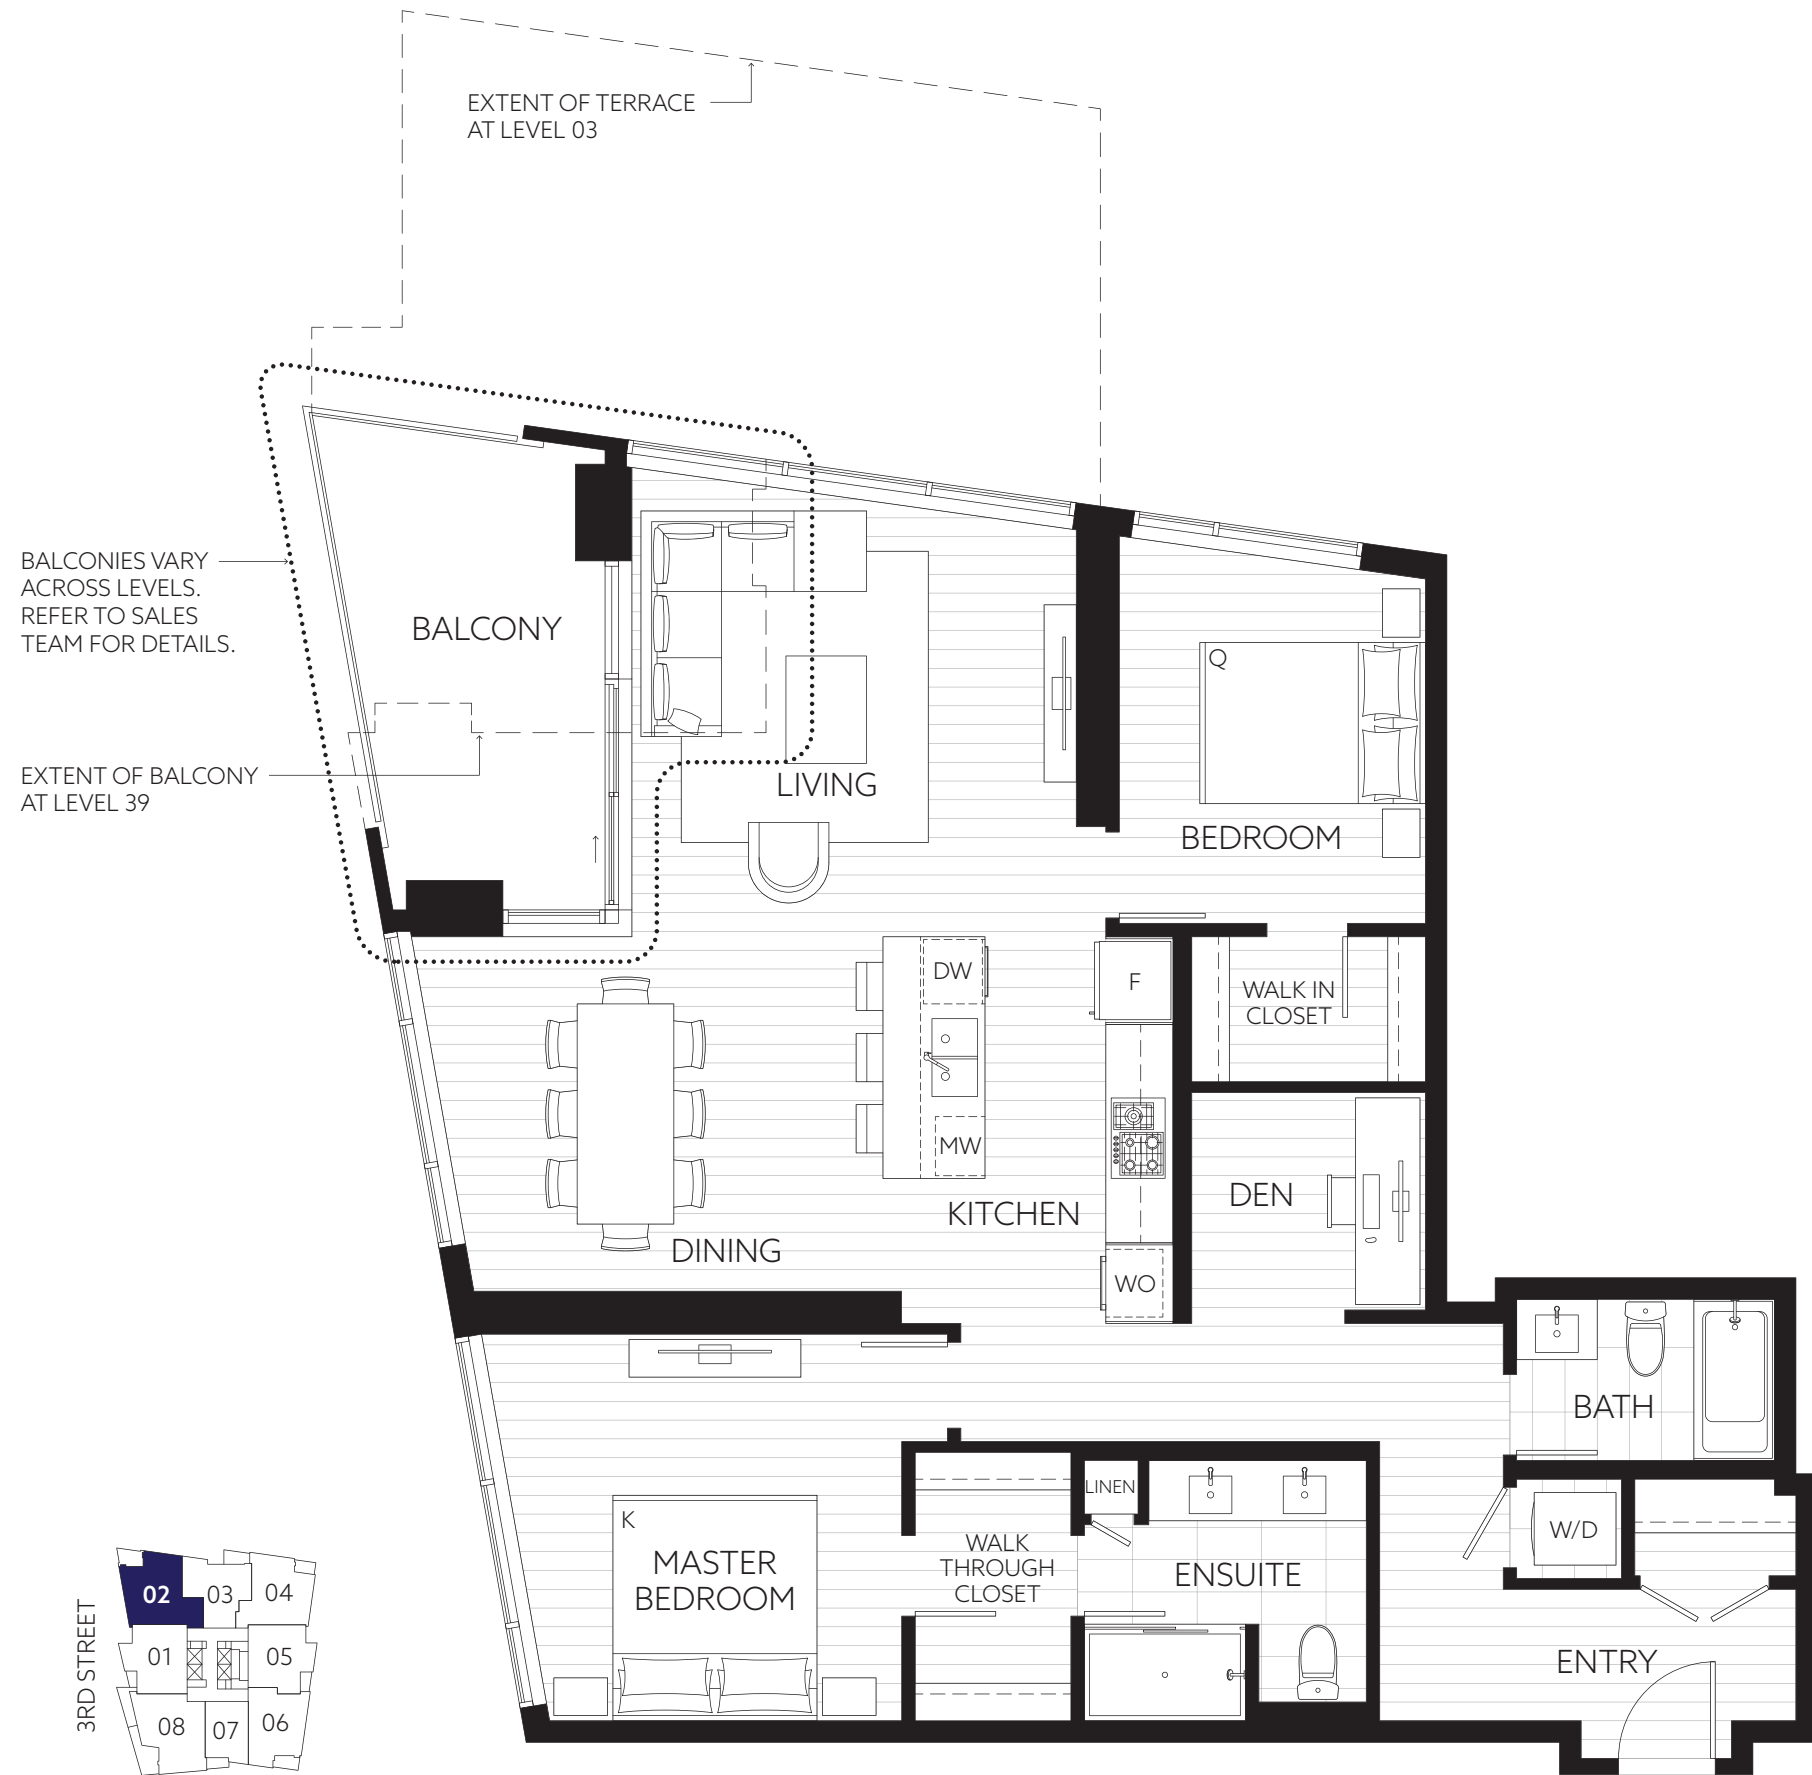 EXTENT OF TERRACE
AT LEVEL 03
BALCONIES VARY
ACROSS LEVELS.
REFER TO SALES
TEAM FOR DETAILS.
BALCONY
Q
EXTENT OF BALCONY
AT LEVEL 39
LIVING
BEDROOM
DW
F
WALK IN
CLOSET
MW
KITCHEN
DEN
DINING
WO
BATH
LINEN
K
MASTER
BEDROOM
WALK
THROUGH
CLOSET
ENSUITE
W/D
ENTRY
3RD STREET
02
03
04
01
05
08
07
06